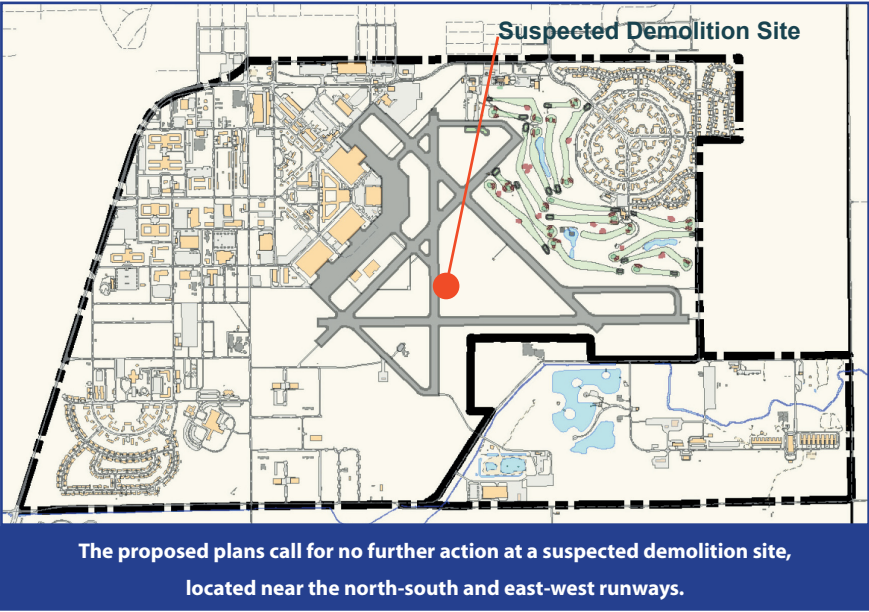 Suspected Demolition Site
The proposed plans call for no further action at a suspected demolition site,
located near the north-south and east-west runways.